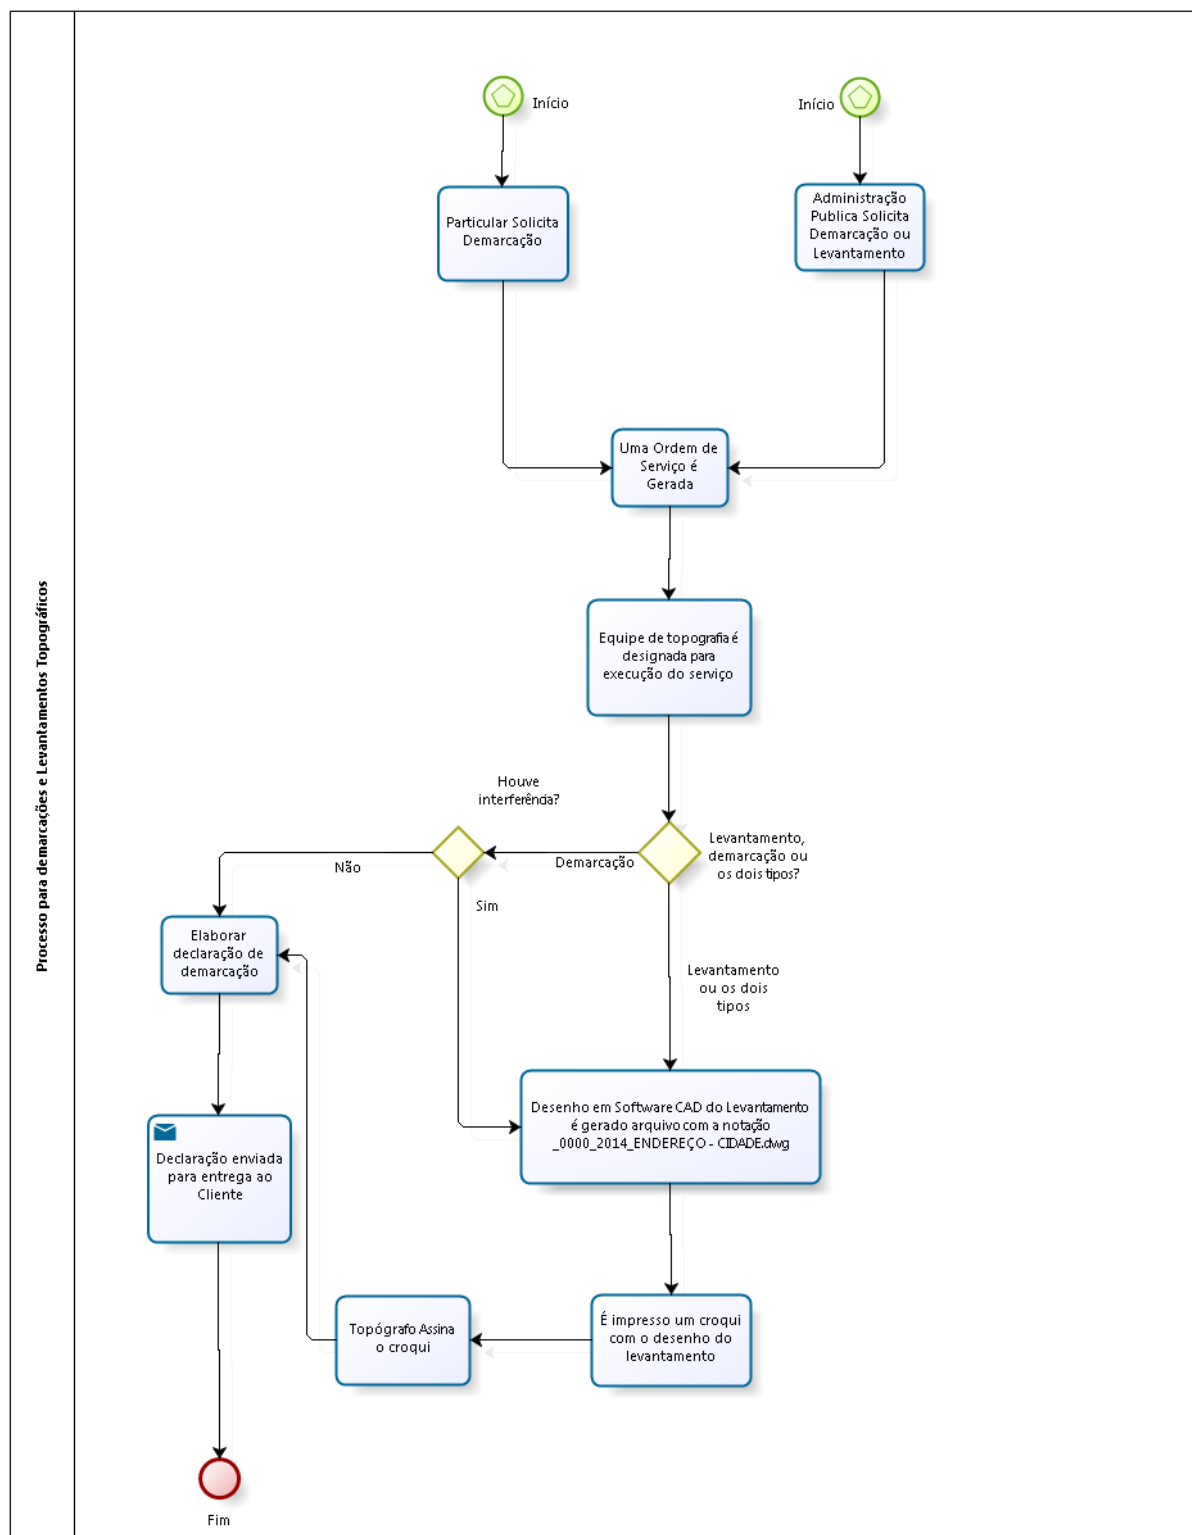 Processo para demarcações e Levantamentos Topográficos
Início
Início
Particular Solicita
Demarcação
Administração
Publica Solicita
Demarcação ou
Levantamento
Uma Ordem de
Serviço é
Gerada
Equipe de topografia é
designada para
execução do serviço
Houve
interferência?
Levantamento,
demarcação ou
os dois tipos?
Demarcação
Não
Sim
Elaborar
declaração de
demarcação
Levantamento
ou os dois
tipos
Desenho em Software CAD do Levantamento
é gerado arquivo com a notação
_0000_2014_ENDEREÇO - CIDADE.dwg
Declaração enviada
para entrega ao
Cliente
É impresso um croqui
com o desenho do
levantamento
Topógrafo Assina
o croqui
Fim